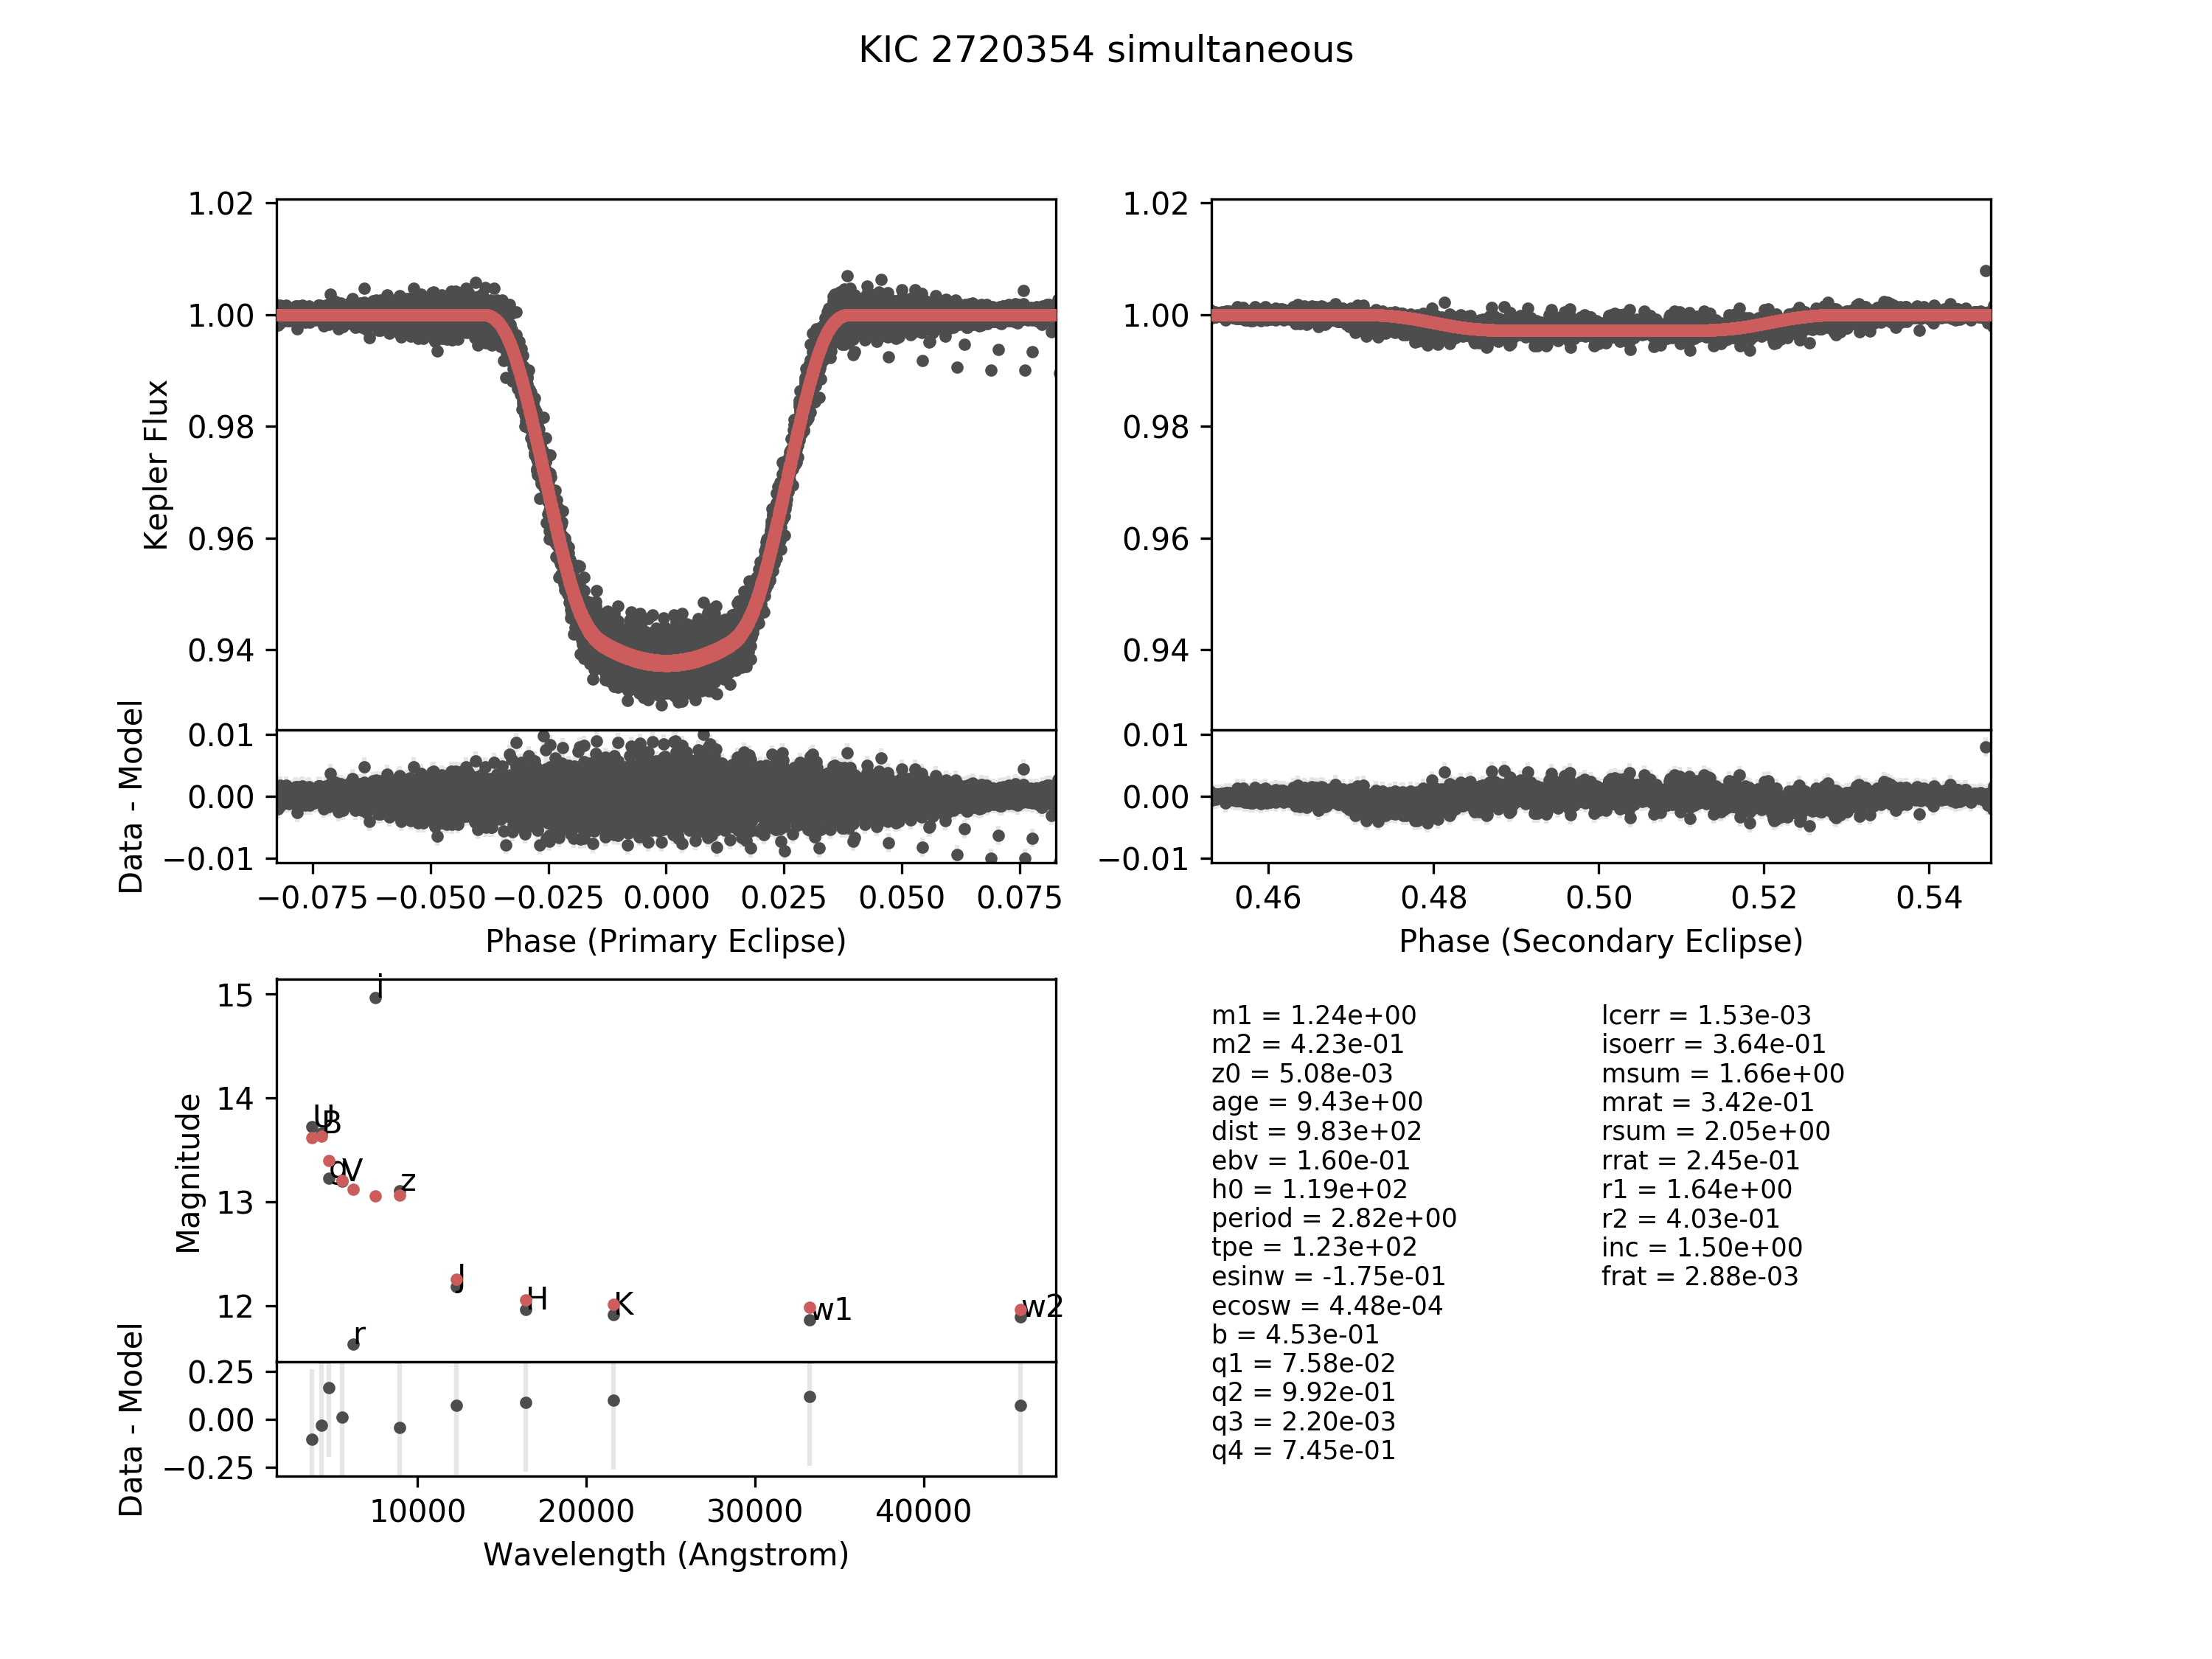 KIC 2720354 simultaneous
Kepler Flux
1.02
1.00
0.98
0.96
0.94
Data - Model
0.01
0.00
−0.01
−0.075 −0.050 −0.025 0.000 0.025 0.050 0.075
Phase (Primary Eclipse)
1.02
1.00
0.98
0.96
0.94
0.01
0.00
−0.01
0.46 0.48 0.50 0.52 0.54
Phase (Secondary Eclipse)
Magnitude
15
14
13
12
i
U
B
g
V
z
r
J
H
K
w1
w2
Data - Model
0.25
0.00
−0.25
10000 20000 30000 40000
Wavelength (Angstrom)
m1 = 1.24e+00
m2 = 4.23e-01
z0 = 5.08e-03
age = 9.43e+00
dist = 9.83e+02
ebv = 1.60e-01
h0 = 1.19e+02
period = 2.82e+00
tpe = 1.23e+02
esinw = -1.75e-01
ecosw = 4.48e-04
b = 4.53e-01
q1 = 7.58e-02
q2 = 9.92e-01
q3 = 2.20e-03
q4 = 7.45e-01
lcerr = 1.53e-03
isoerr = 3.64e-01
msum = 1.66e+00
mrat = 3.42e-01
rsum = 2.05e+00
rrat = 2.45e-01
r1 = 1.64e+00
r2 = 4.03e-01
inc = 1.50e+00
frat = 2.88e-03